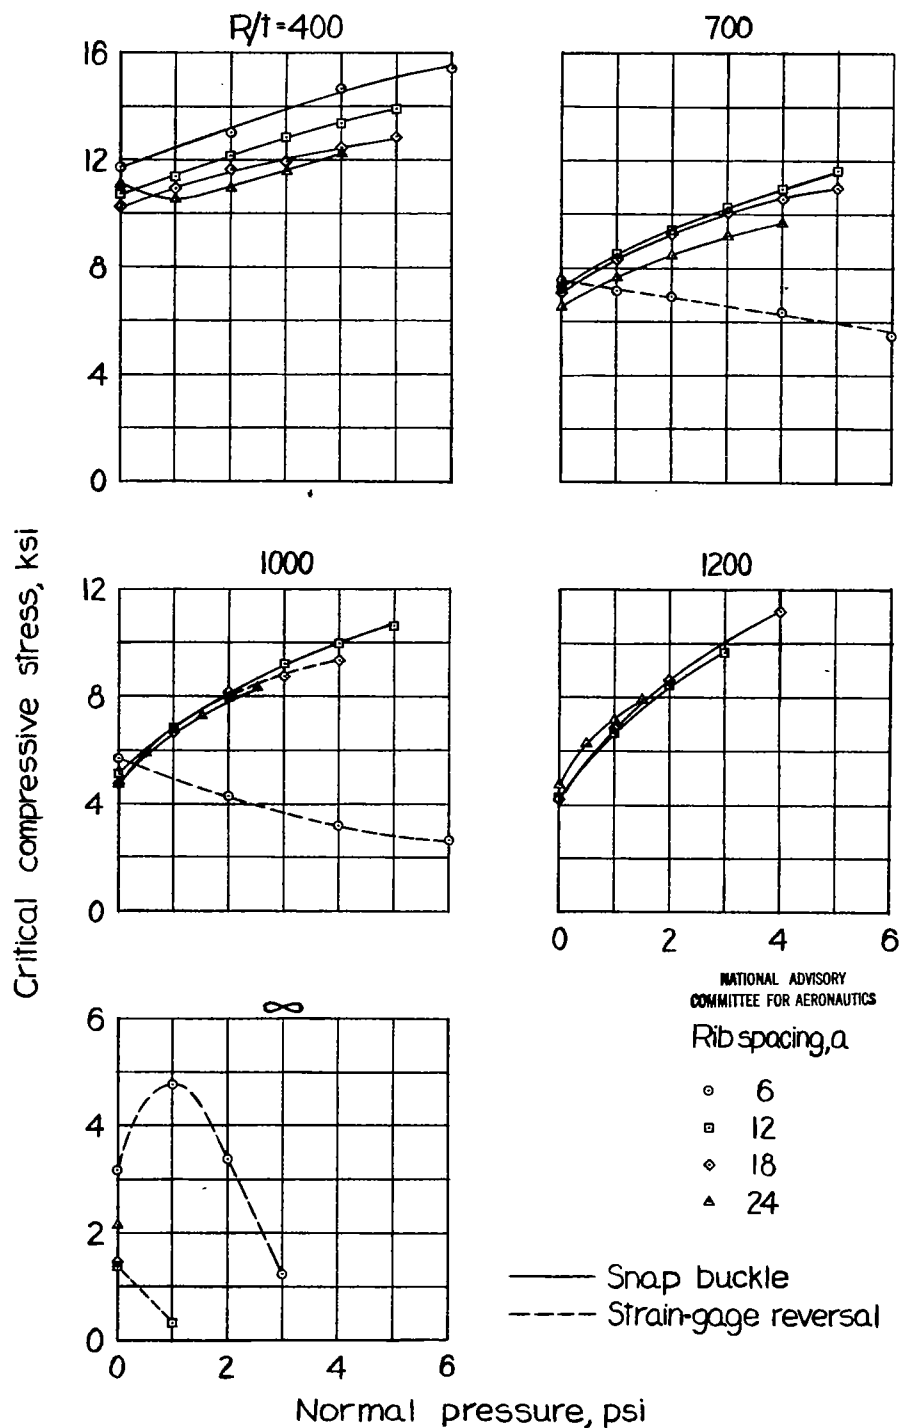 R/t=400
700
16
12
8
4
0
1000
1200
12
8
4
0
0 2 4 6
NATIONAL ADVISORY
COMMITTEE FOR AERONAUTICS
∞
6
4
2
0
0 2 4 6
Rib spacing, a
6
12
18
24
Snap buckle
Strain-gage reversal
Critical compressive stress, ksi
Normal pressure, psi